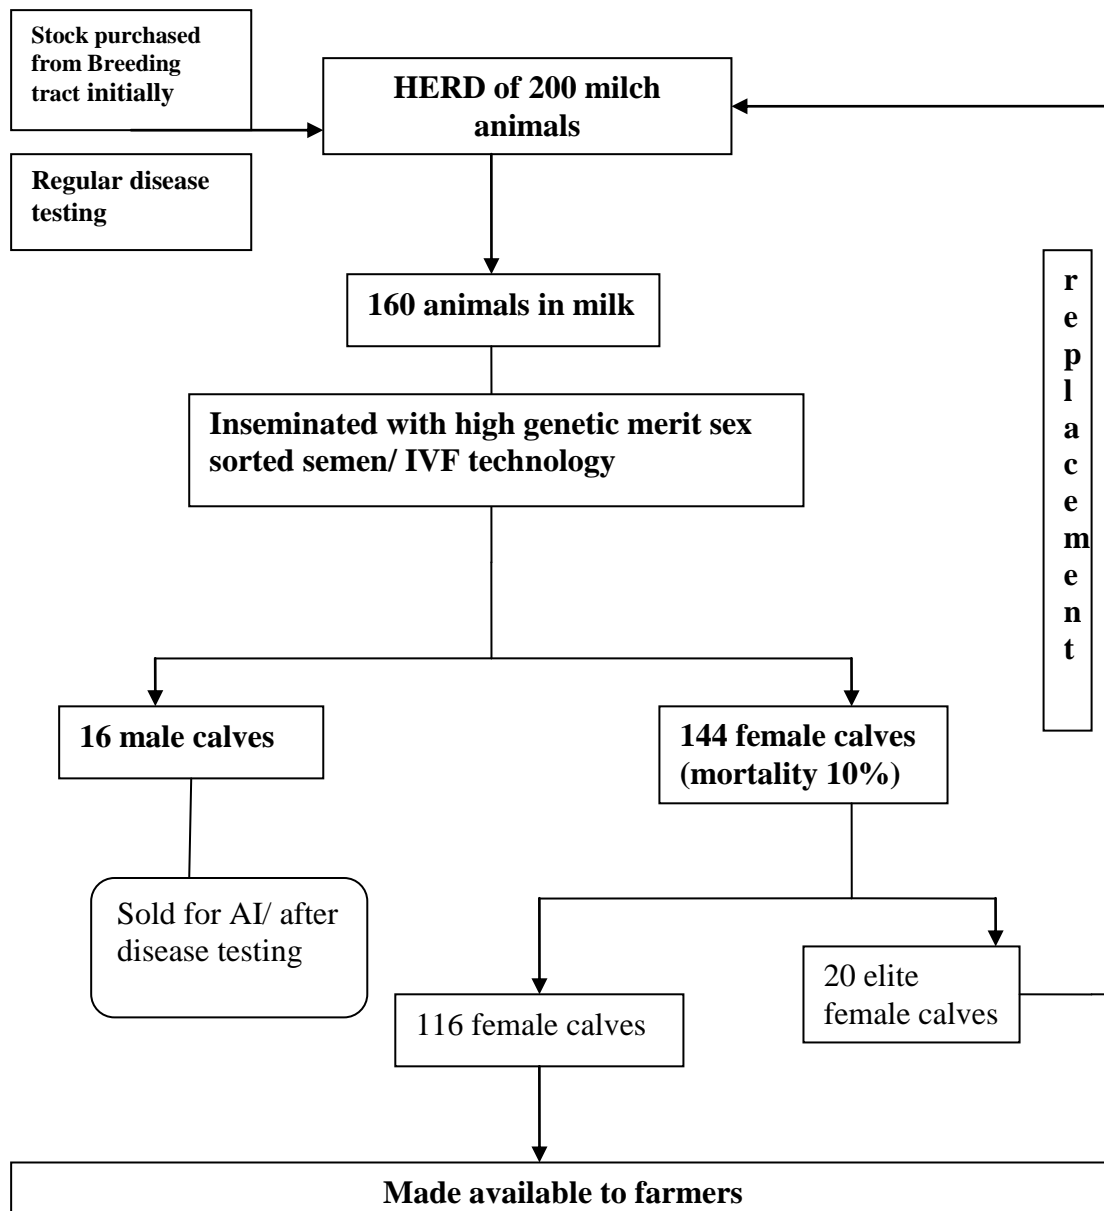 Stock purchased
from Breeding
tract initially
HERD of 200 milch
animals
Regular disease
testing
160 animals in milk
replacement
Inseminated with high genetic merit sex
sorted semen/ IVF technology
16 male calves
144 female calves
(mortality 10%)
Sold for AI/ after
disease testing
20 elite
female calves
116 female calves
Made available to farmers